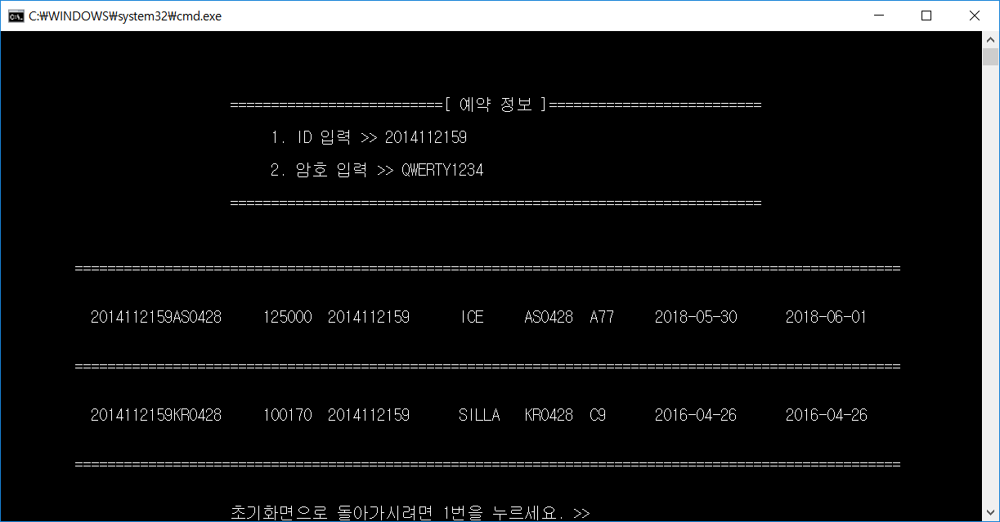 C:₩WINDOWS₩system32₩cmd.exe
==========================[ 예약 정보 ]==========================
1. ID 입력 >> 2014112159
2. 암호 입력 >> QWERTY1234
=================================================================
=====================================================================================================
2014112159AS0428 125000 2014112159 ICE AS0428 A77 2018-05-30 2018-06-01
=====================================================================================================
2014112159KR0428 100170 2014112159 SILLA KR0428 C9 2016-04-26 2016-04-26
=====================================================================================================
초기화면으로 돌아가시려면 1번을 누르세요. >>